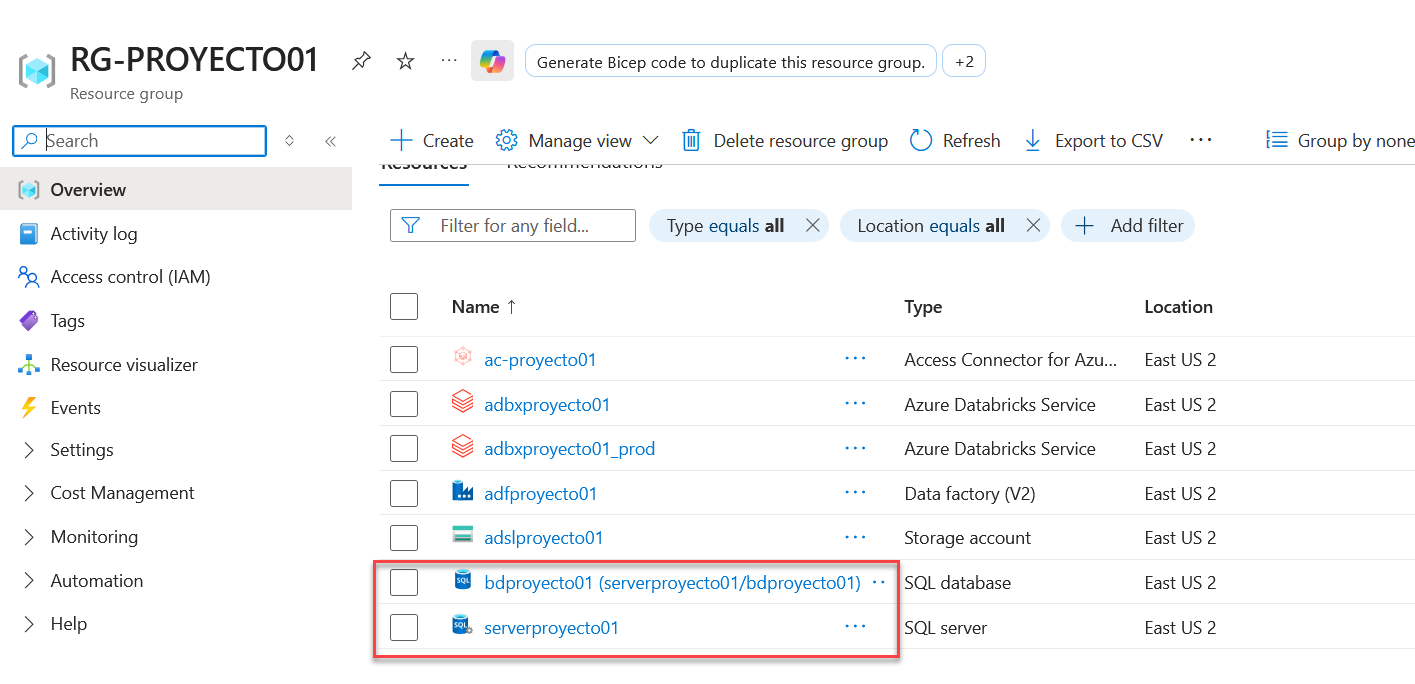 RG-PROYECTO01
Generate Bicep code to duplicate this resource group.
+2
Resource group
Search
Create
Manage view
Delete resource group
Refresh
Export to CSV
Group by none
Resources
Recommendations
Overview
Activity log
Access control (IAM)
Tags
Resource visualizer
Events
Settings
Cost Management
Monitoring
Automation
Help
Filter for any field...
Type equals all
Location equals all
Add filter
Name ↑ Type Location
ac-proyecto01 ··· Access Connector for Azu... East US 2
adbxproyecto01 ··· Azure Databricks Service East US 2
adbxproyecto01_prod ··· Azure Databricks Service East US 2
adfproyecto01 ··· Data factory (V2) East US 2
adslproyecto01 ··· Storage account East US 2
SQL bdproyecto01 (serverproyecto01/bdproyecto01) ·· SQL database East US 2
SQL serverproyecto01 ··· SQL server East US 2